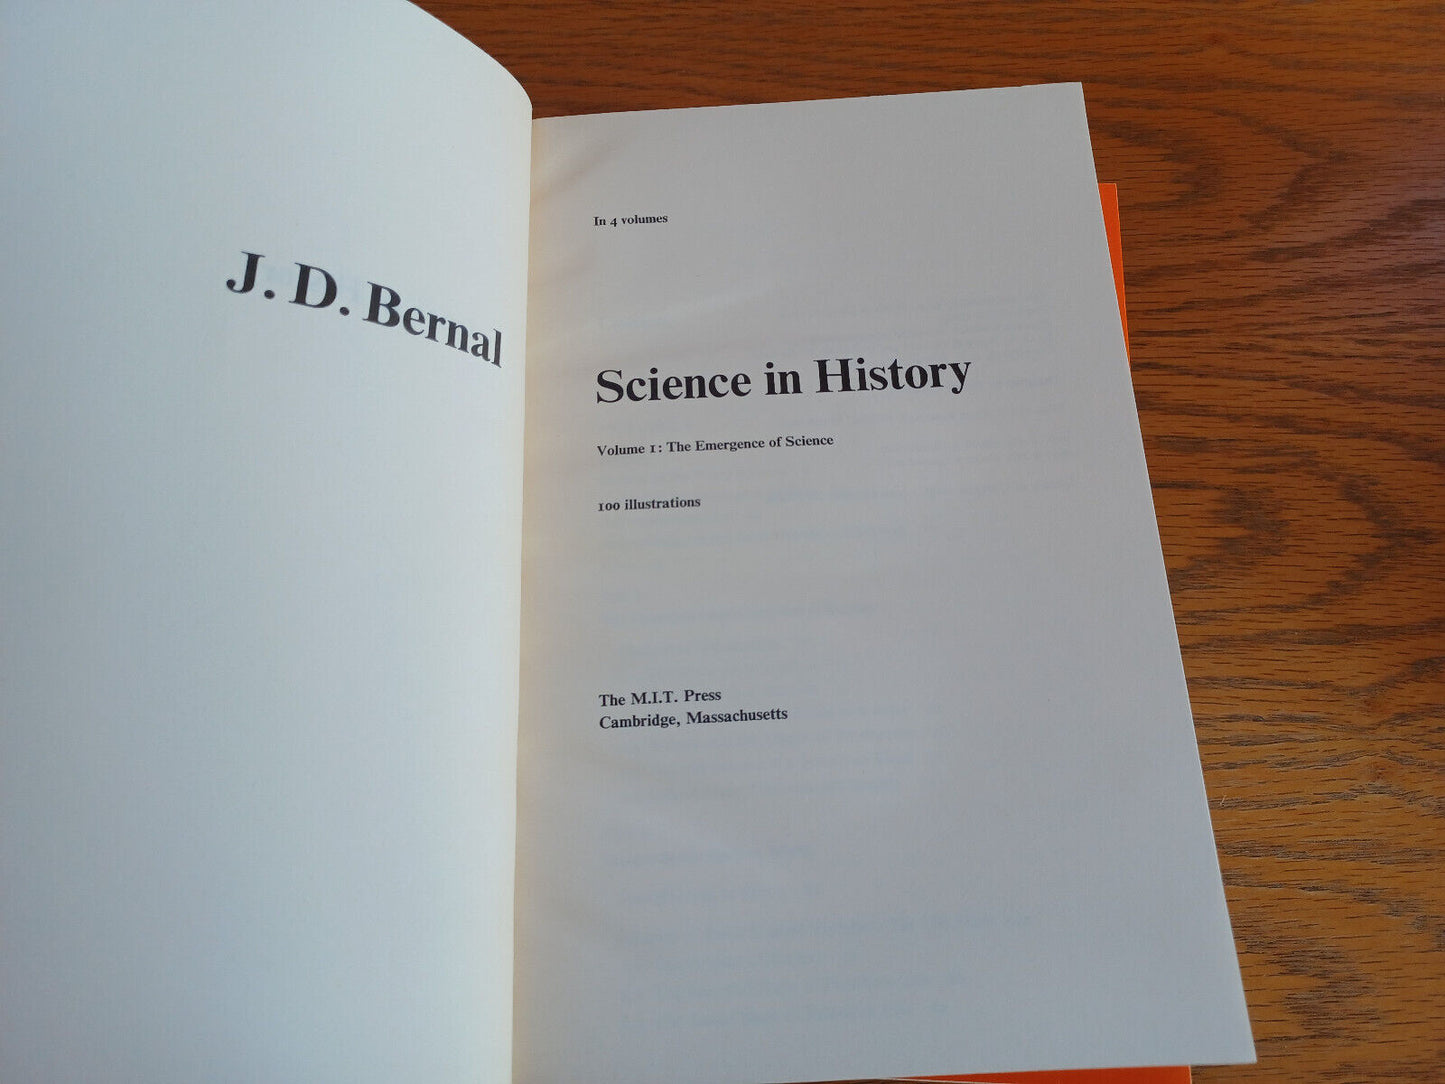 J. D. Bernal
In 4 volumes
Science in History
Volume 1: The Emergence of Science
100 illustrations
The M.I.T. Press
Cambridge, Massachusetts